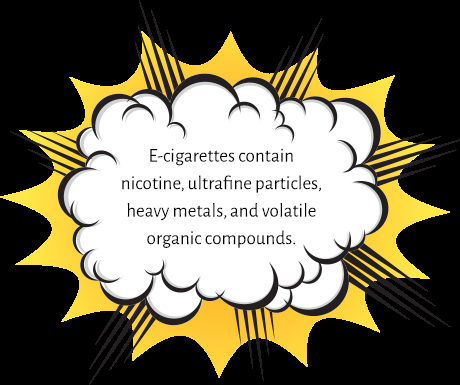 E-cigarettes contain
nicotine, ultrafine particles,
heavy metals, and volatile
organic compounds.